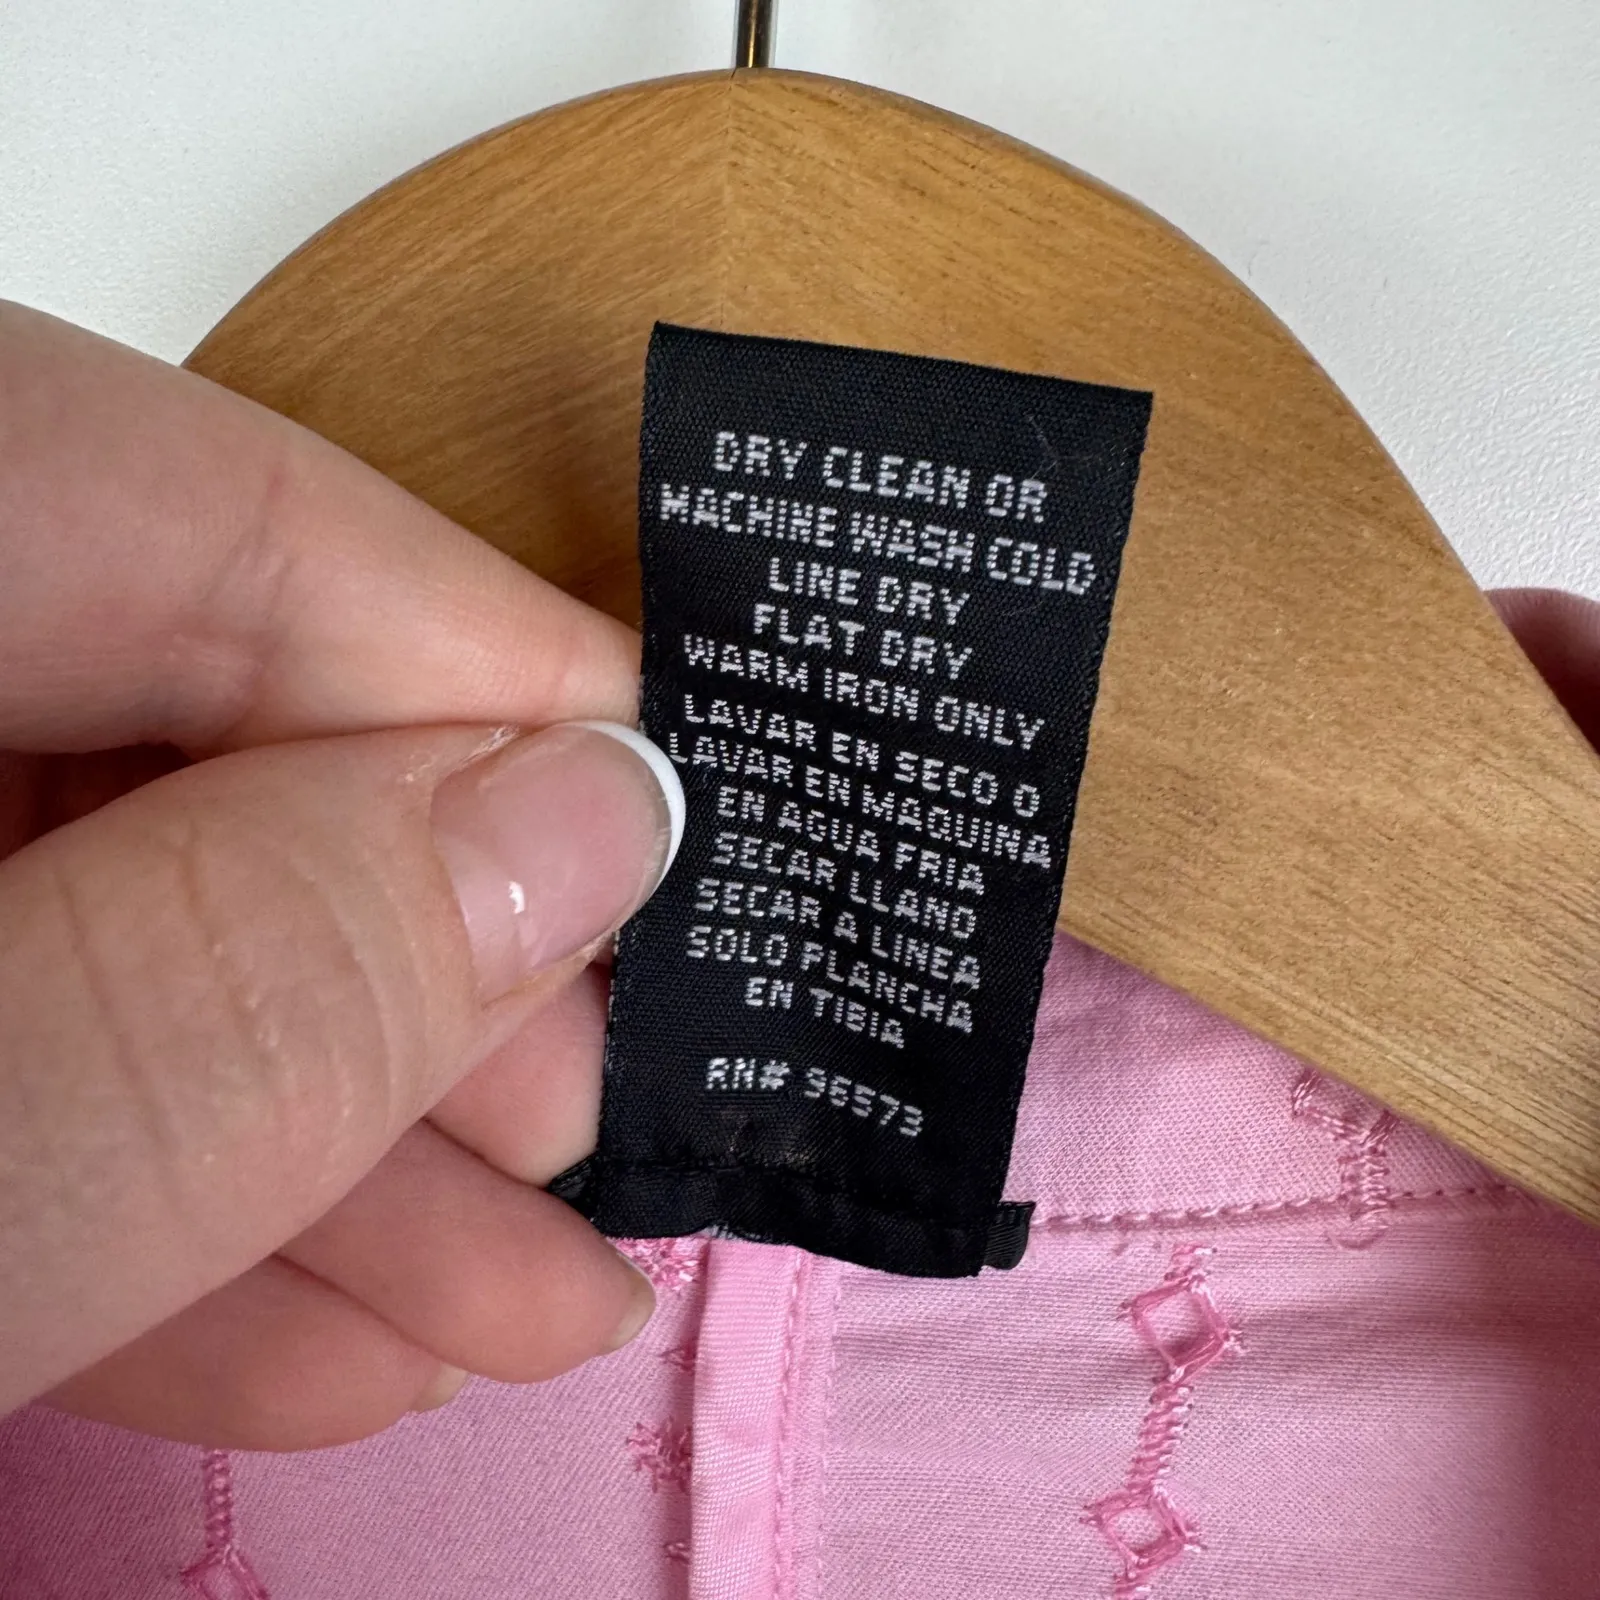 DRY CLEAN OR
MACHINE WASH COLD
LINE DRY
FLAT DRY
WARM IRON ONLY
LAVAR EN SECO O
LAVAR EN MAQUINA
EN AGUA FRIA
SECAR LLANO
SECAR A LINEA
SOLO PLANCHA
EN TIBIA
RN# 36573